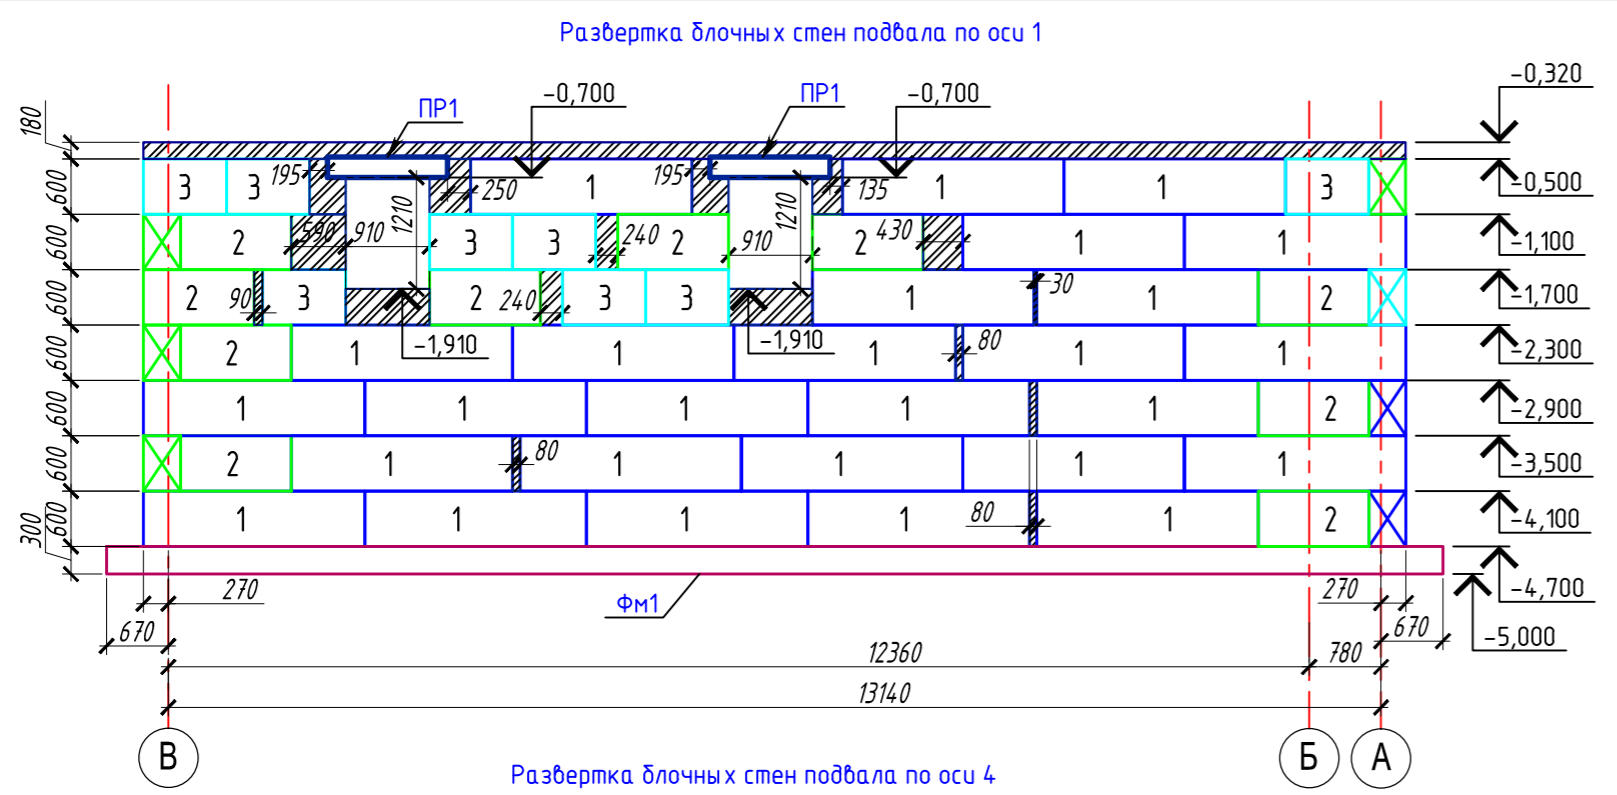 Развертка блочных стен подвала по оси 1
-0,320
ПР1 -0,700 ПР1 -0,700
180
600 3 3 195 250 1 195 135 1 1 3 -0,500
1210 1210
600 2 590 910 3 3 240 2 910 2 430 1 1 -1,100
600 2 90 3 2 240 3 3 1 30 1 2 -1,700
-1,910 -1,910
600 2 1 1 1 80 1 1 -2,300
600 1 1 1 1 1 2 -2,900
600 2 1 80 1 1 1 1 -3,500
600 1 1 1 1 80 1 2 -4,100
300
270 Фм1 270 -4,700
670 670 -5,000
12360 780
13140
В Б А
Развертка блочных стен подвала по оси 4